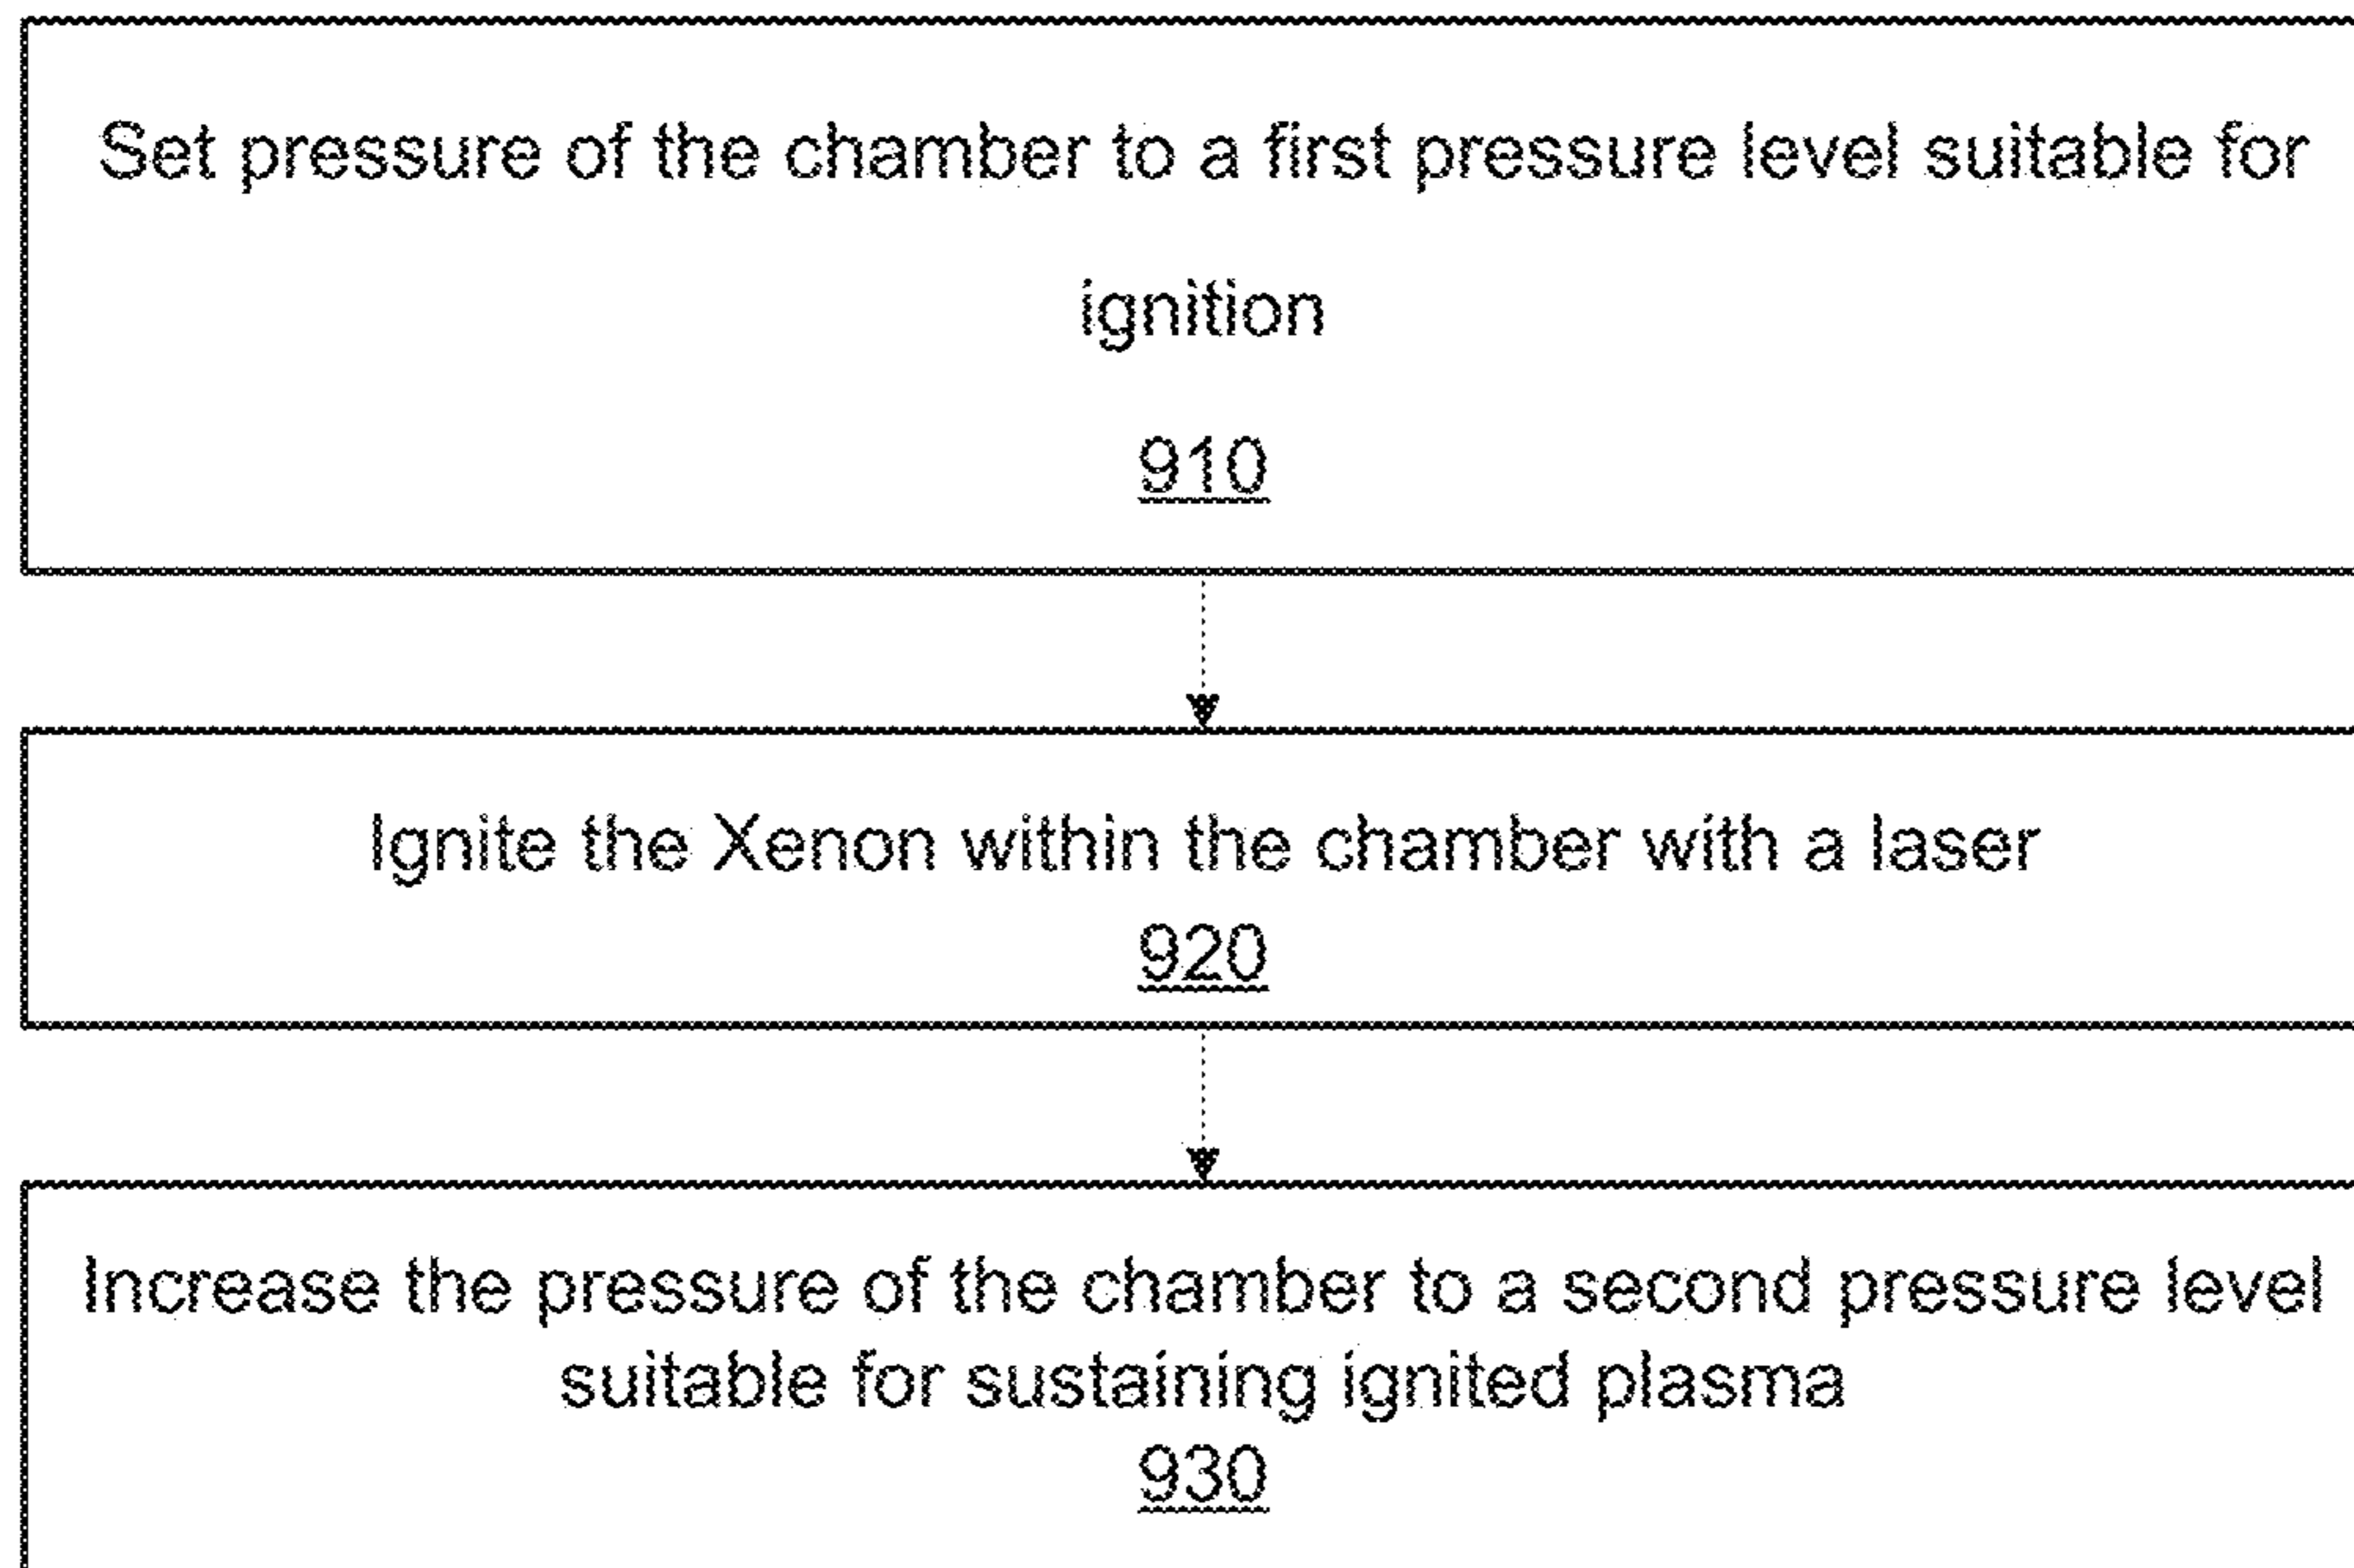 Set pressure of the chamber to a first pressure level suitable for
ignition
910
Ignite the Xenon within the chamber with a laser
920
Increase the pressure of the chamber to a second pressure level
suitable for sustaining ignited plasma
930